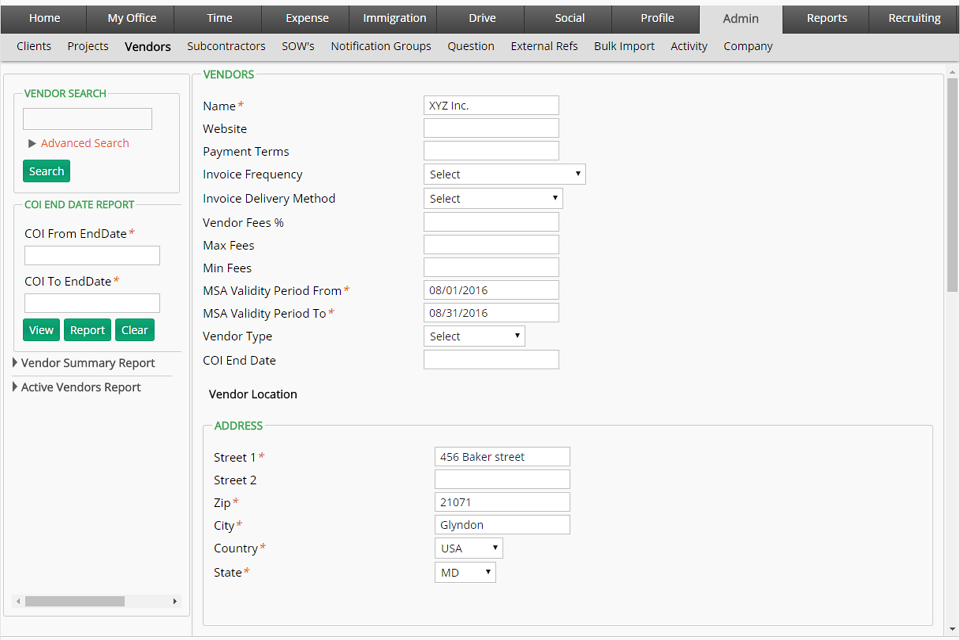 Home My Office Time Expense Immigration Drive Social Profile Admin Reports Recruiting
Clients Projects Vendors Subcontractors SOW's Notification Groups Question External Refs Bulk Import Activity Company
VENDOR SEARCH
Advanced Search
Search
COI END DATE REPORT
COI From EndDate*
COI To EndDate*
View Report Clear
Vendor Summary Report
Active Vendors Report
VENDORS
Name* XYZ Inc.
Website
Payment Terms
Invoice Frequency Select
Invoice Delivery Method Select
Vendor Fees %
Max Fees
Min Fees
MSA Validity Period From* 08/01/2016
MSA Validity Period To* 08/31/2016
Vendor Type Select
COI End Date
Vendor Location
ADDRESS
Street 1* 456 Baker street
Street 2
Zip* 21071
City* Glyndon
Country* USA
State* MD